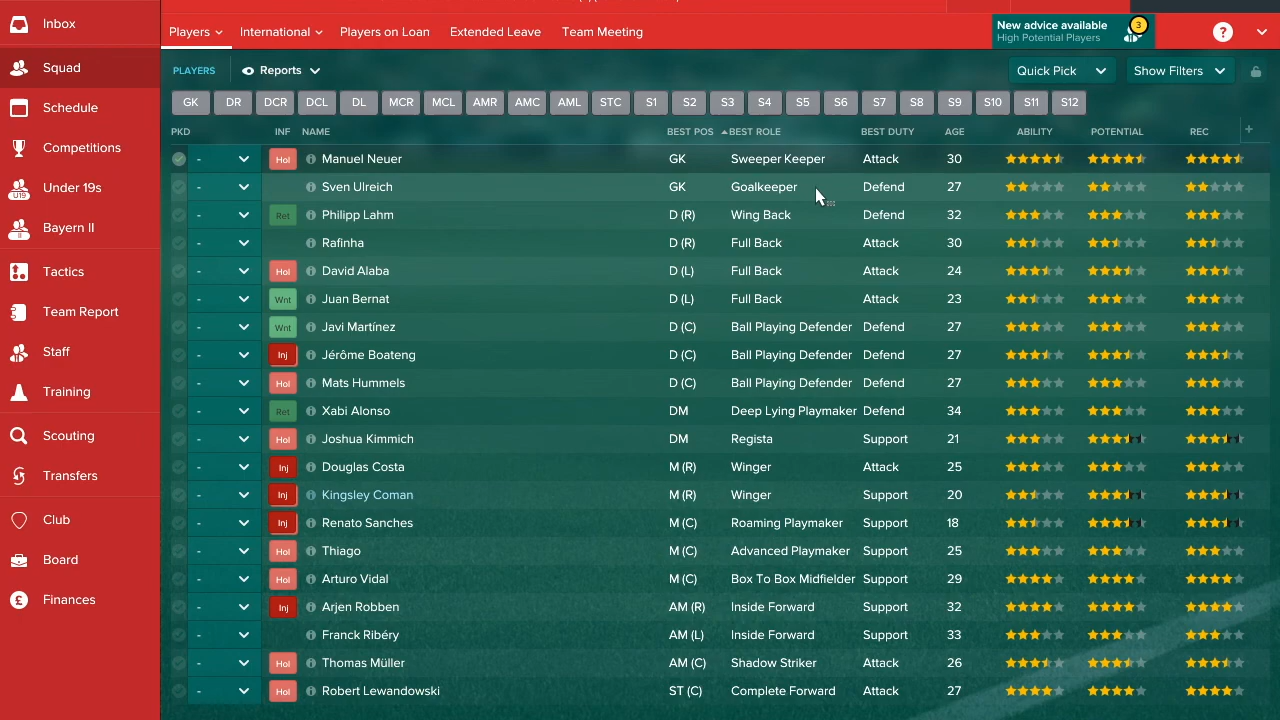 Inbox
Squad
Schedule
Competitions
U19
Under 19s
Bayern II
Tactics
Team Report
Staff
Training
Scouting
Transfers
Club
Board
£ Finances
Players International Players on Loan Extended Leave Team Meeting
New advice available 3
High Potential Players
?
PLAYERS Reports Quick Pick Show Filters
GK DR DCR DCL DL MCR MCL AMR AMC AML STC S1 S2 S3 S4 S5 S6 S7 S8 S9 S10 S11 S12
PKD INF NAME BEST POS BEST ROLE BEST DUTY AGE ABILITY POTENTIAL REC +
- Hol Manuel Neuer GK Sweeper Keeper Attack 30
- Sven Ulreich GK Goalkeeper Defend 27
- Ret Philipp Lahm D (R) Wing Back Defend 32
- Rafinha D (R) Full Back Attack 30
- Hol David Alaba D (L) Full Back Attack 24
- Wnt Juan Bernat D (L) Full Back Attack 23
- Wnt Javi Martínez D (C) Ball Playing Defender Defend 27
- Inj Jérôme Boateng D (C) Ball Playing Defender Defend 27
- Hol Mats Hummels D (C) Ball Playing Defender Defend 27
- Ret Xabi Alonso DM Deep Lying Playmaker Defend 34
- Hol Joshua Kimmich DM Regista Support 21
- Inj Douglas Costa M (R) Winger Attack 25
- Inj Kingsley Coman M (R) Winger Support 20
- Inj Renato Sanches M (C) Roaming Playmaker Support 18
- Hol Thiago M (C) Advanced Playmaker Support 25
- Hol Arturo Vidal M (C) Box To Box Midfielder Support 29
- Inj Arjen Robben AM (R) Inside Forward Support 32
- Franck Ribéry AM (L) Inside Forward Support 33
- Hol Thomas Müller AM (C) Shadow Striker Attack 26
- Hol Robert Lewandowski ST (C) Complete Forward Attack 27